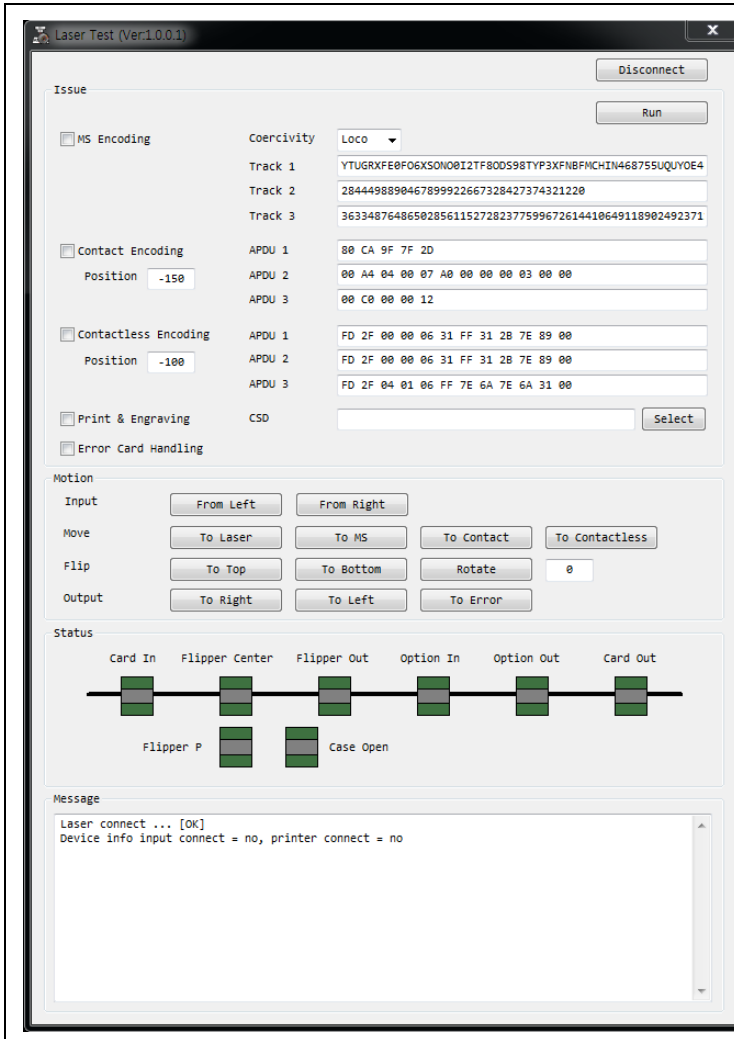 Laser Test (Ver:1.0.0.1)
x
Disconnect
Issue
Run
MS Encoding Coercivity Loco
Track 1 YTUGRXFE0FO6XSONO0I2TF8ODS98TYP3XFNBFMCHIN468755UQUYOE4
Track 2 2844498890467899922667328427374321220
Track 3 3633487648650285611527282377599672614410649118902492371
Contact Encoding APDU 1 80 CA 9F 7F 2D
Position -150 APDU 2 00 A4 04 00 07 A0 00 00 00 03 00 00
APDU 3 00 C0 00 00 12
Contactless Encoding APDU 1 FD 2F 00 00 06 31 FF 31 2B 7E 89 00
Position -100 APDU 2 FD 2F 00 00 06 31 FF 31 2B 7E 89 00
APDU 3 FD 2F 04 01 06 FF 7E 6A 7E 6A 31 00
Print & Engraving CSD Select
Error Card Handling
Motion
Input From Left From Right
Move To Laser To MS To Contact To Contactless
Flip To Top To Bottom Rotate 0
Output To Right To Left To Error
Status
Card In Flipper Center Flipper Out Option In Option Out Card Out
Flipper P Case Open
Message
Laser connect ... [OK]
Device info input connect = no, printer connect = no